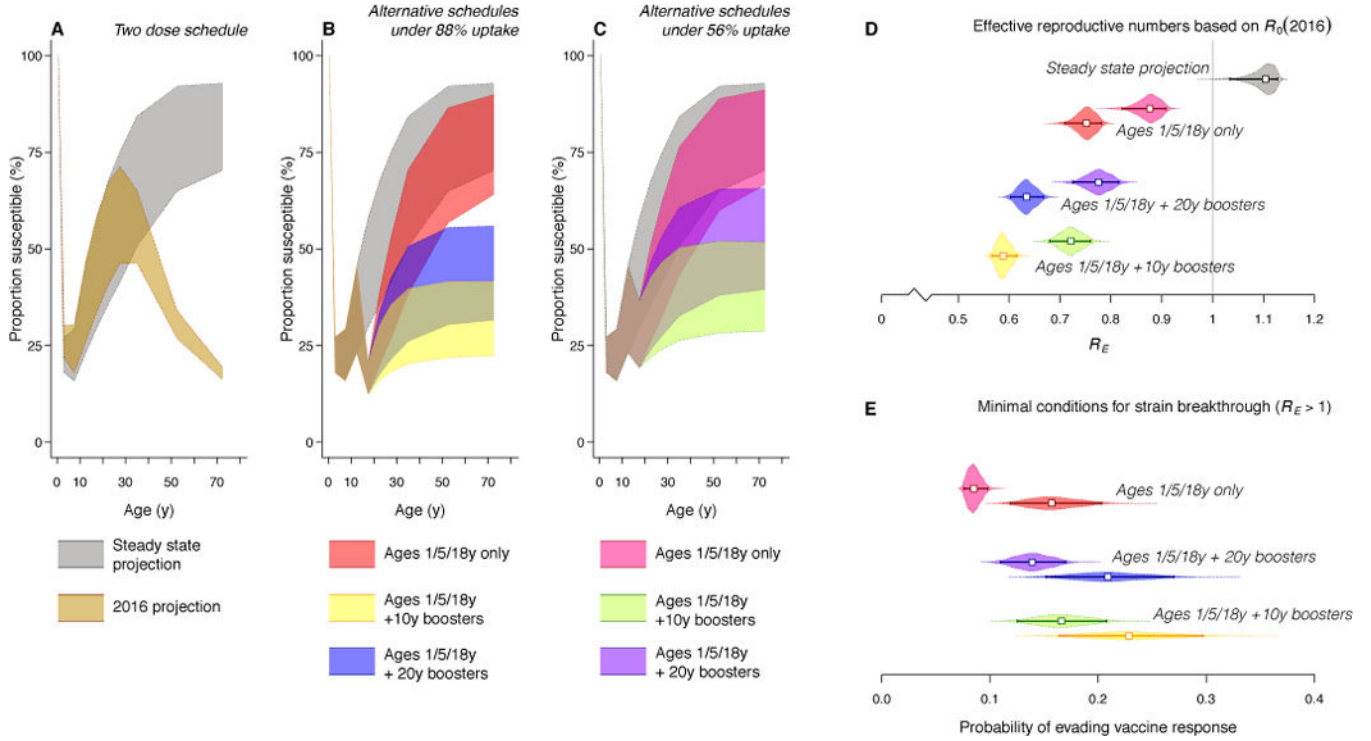 A
Two dose schedule
100
75
50
25
0
Proportion susceptible (%)
0 10 30 50 70
Age (y)
Steady state
projection
2016 projection
B
Alternative schedules
under 88% uptake
100
75
50
25
0
Proportion susceptible (%)
0 10 30 50 70
Age (y)
Ages 1/5/18y only
Ages 1/5/18y
+10y boosters
Ages 1/5/18y
+ 20y boosters
C
Alternative schedules
under 56% uptake
100
75
50
25
0
Proportion susceptible (%)
0 10 30 50 70
Age (y)
Ages 1/5/18y only
Ages 1/5/18y
+10y boosters
Ages 1/5/18y
+ 20y boosters
D
Effective reproductive numbers based on R0(2016)
Steady state projection
Ages 1/5/18y only
Ages 1/5/18y + 20y boosters
Ages 1/5/18y +10y boosters
0 0.5 0.6 0.7 0.8 0.9 1 1.1 1.2
RE
E
Minimal conditions for strain breakthrough (RE > 1)
Ages 1/5/18y only
Ages 1/5/18y + 20y boosters
Ages 1/5/18y +10y boosters
0.0 0.1 0.2 0.3 0.4
Probability of evading vaccine response